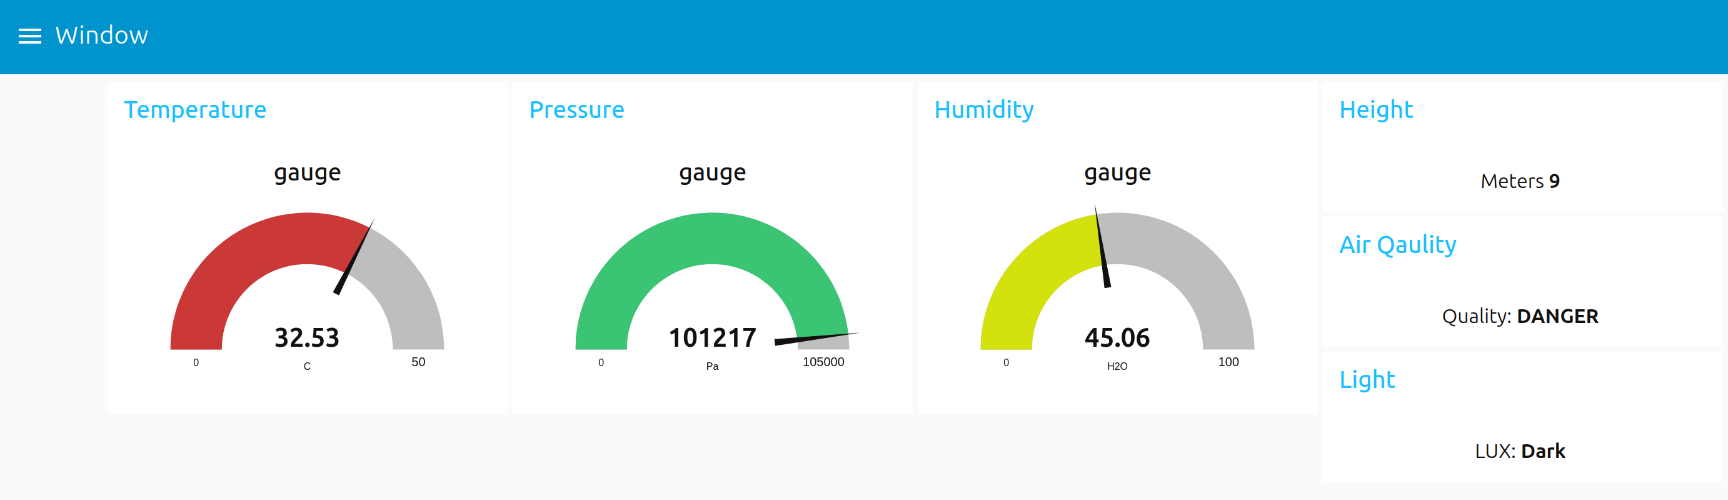 Window
Temperature
gauge
32.53
0
C
50
Pressure
gauge
101217
0
Pa
105000
Humidity
gauge
45.06
0
H2O
100
Height
Meters 9
Air Qaulity
Quality: DANGER
Light
LUX: Dark